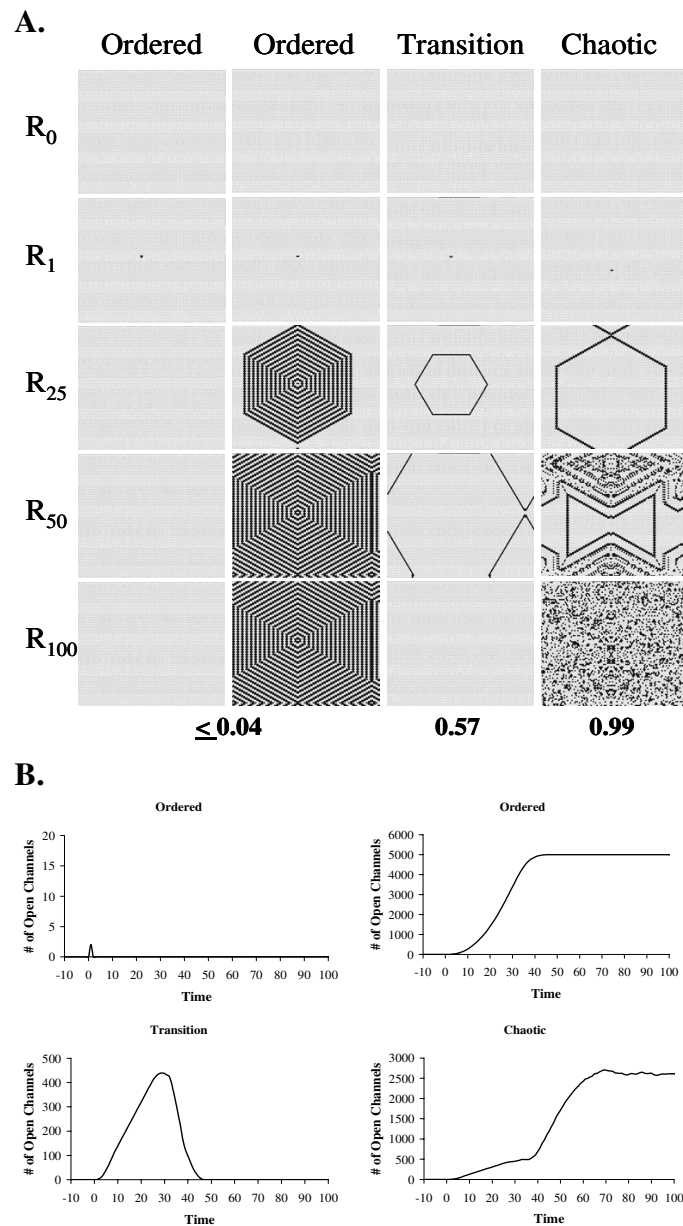 A.
Ordered Ordered Transition Chaotic
R0
R1
R25
R50
R100
≤ 0.04 0.57 0.99
B.
Ordered
# of Open Channels
20
15
10
5
0
-10 0 10 20 30 40 50 60 70 80 90 100
Time
Ordered
# of Open Channels
6000
5000
4000
3000
2000
1000
0
-10 0 10 20 30 40 50 60 70 80 90 100
Time
Transition
# of Open Channels
500
400
300
200
100
0
-10 0 10 20 30 40 50 60 70 80 90 100
Time
Chaotic
# of Open Channels
3000
2500
2000
1500
1000
500
0
-10 0 10 20 30 40 50 60 70 80 90 100
Time